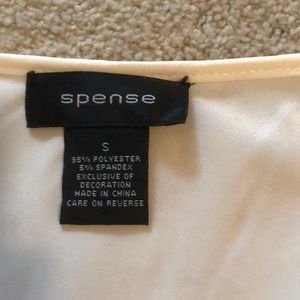 spense
S
95% POLYESTER
5% SPANDEX
EXCLUSIVE OF
DECORATION
MADE IN CHINA
CARE ON REVERSE